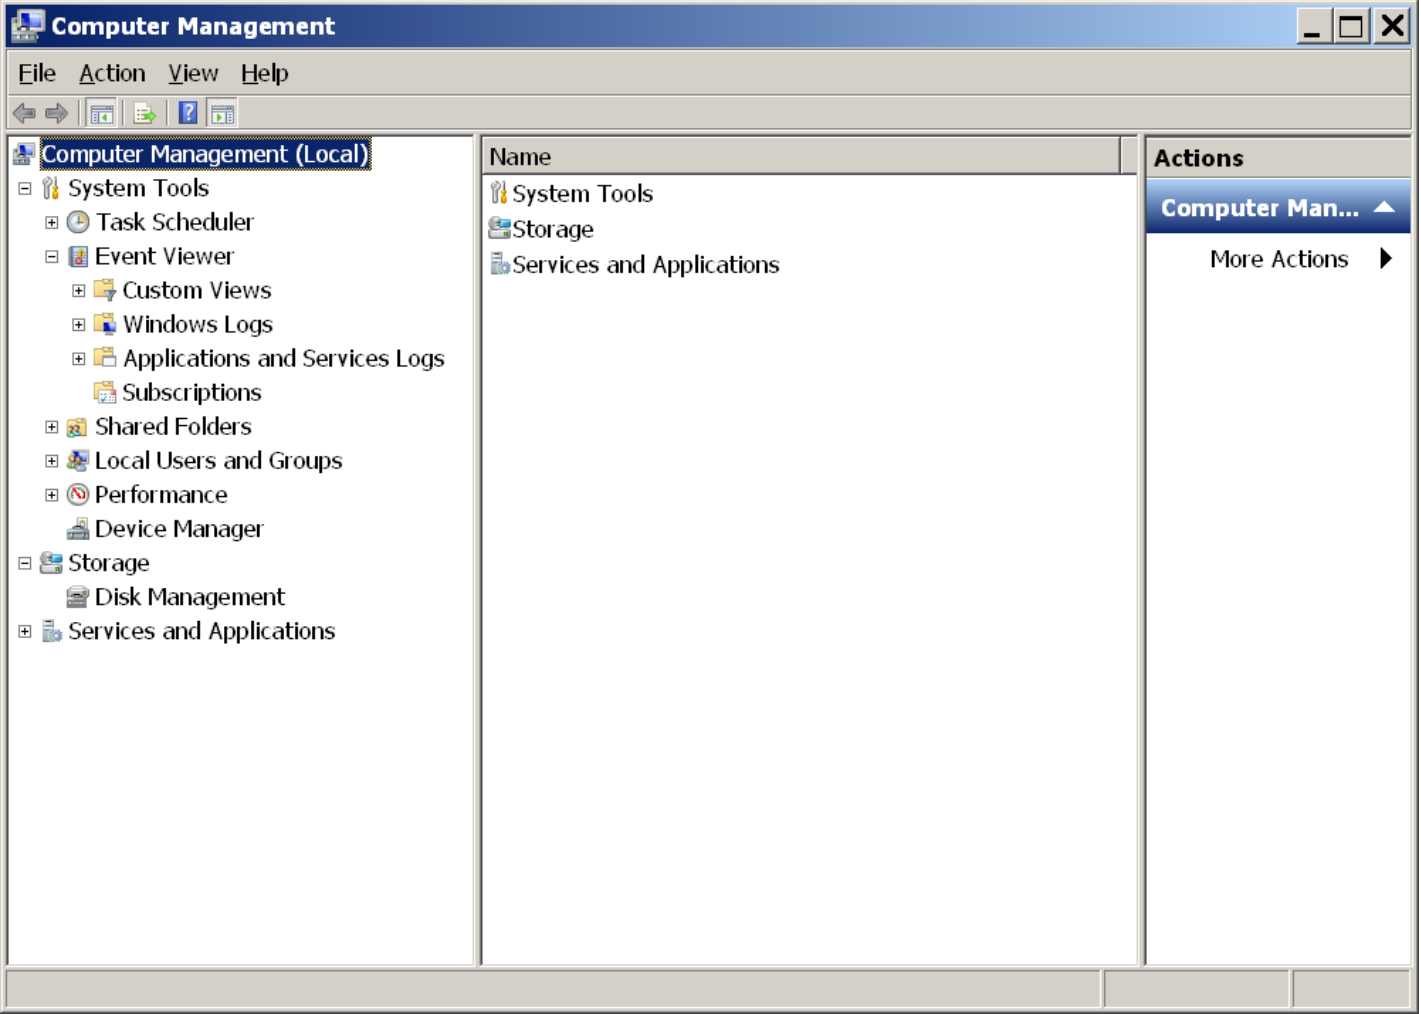 Computer Management
File Action View Help
Computer Management (Local)
System Tools
Task Scheduler
Event Viewer
Custom Views
Windows Logs
Applications and Services Logs
Subscriptions
Shared Folders
Local Users and Groups
Performance
Device Manager
Storage
Disk Management
Services and Applications
Name
System Tools
Storage
Services and Applications
Actions
Computer Man...
More Actions